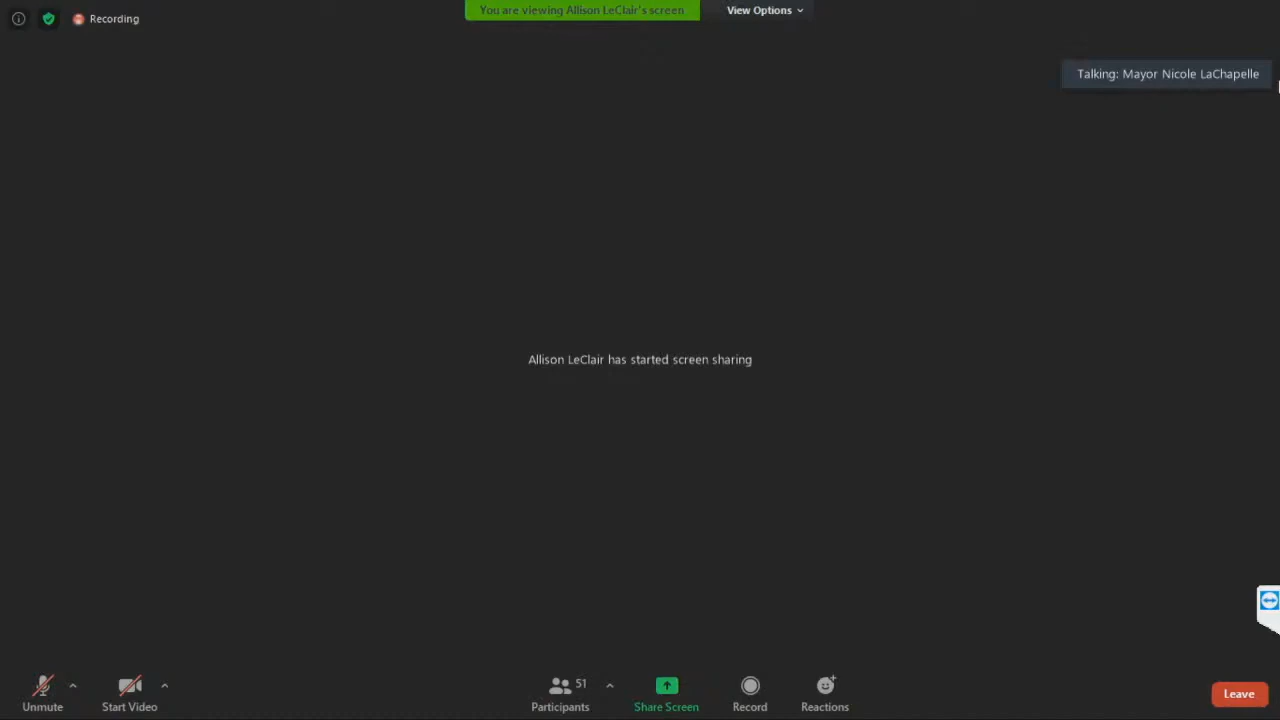 Recording
You are viewing Allison LeClair's screen
View Options
Talking: Mayor Nicole LaChapelle
Allison LeClair has started screen sharing
Unmute
Start Video
51
Participants
Share Screen
Record
Reactions
Leave